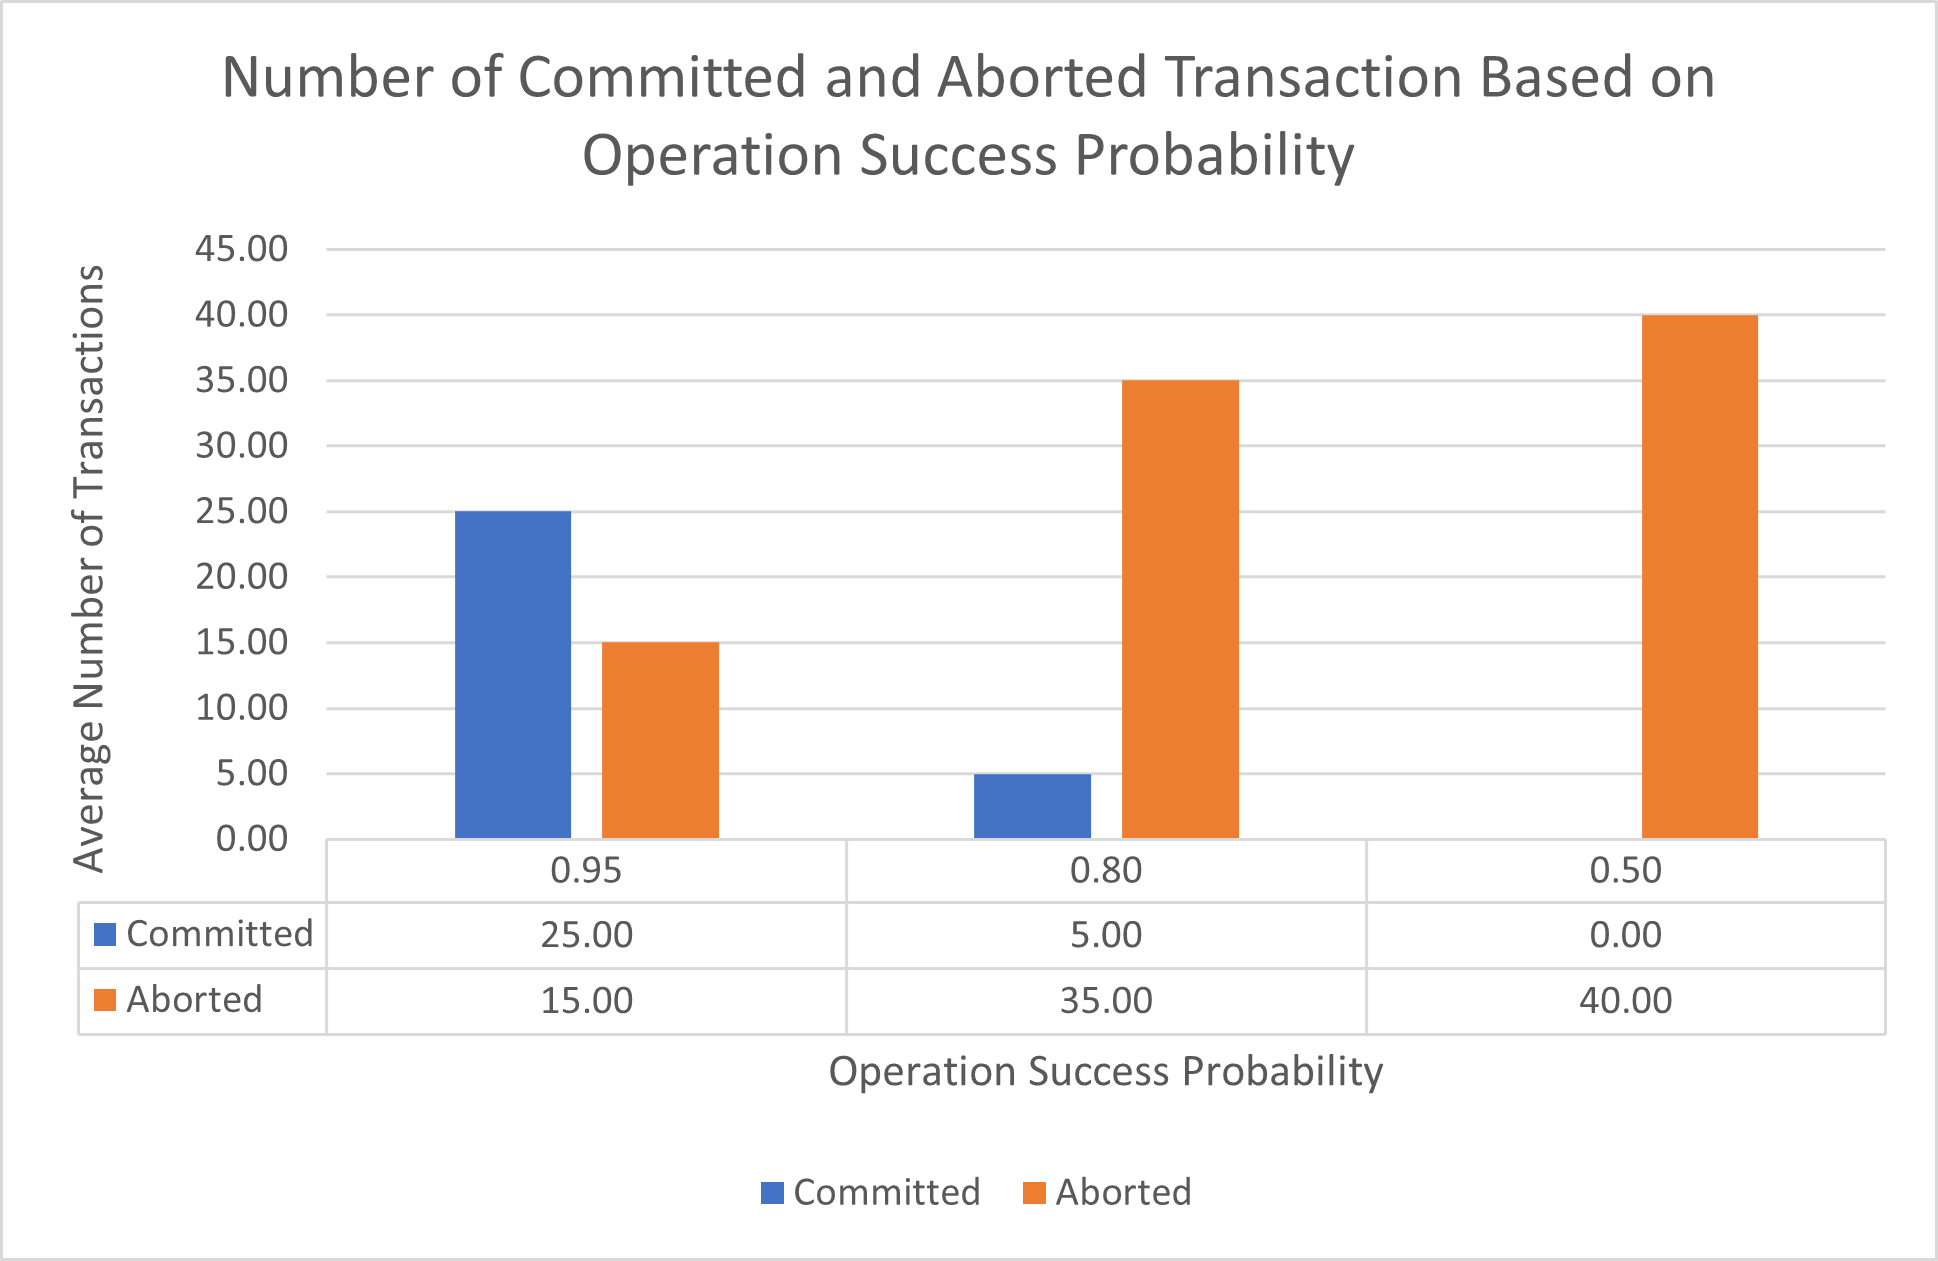 Number of Committed and Aborted Transaction Based on
Operation Success Probability
Average Number of Transactions
45.00
40.00
35.00
30.00
25.00
20.00
15.00
10.00
5.00
0.00
0.95 0.80 0.50
Committed 25.00 5.00 0.00
Aborted 15.00 35.00 40.00
Operation Success Probability
Committed Aborted